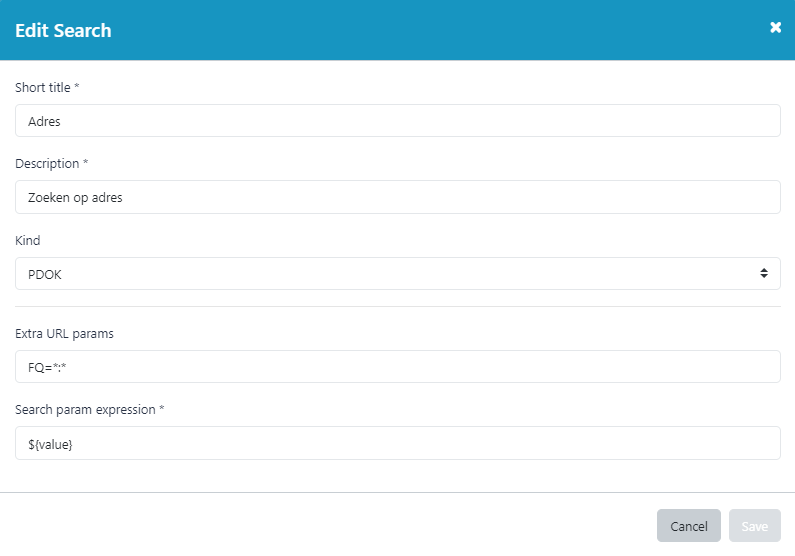 Edit Search
Short title *
Adres
Description *
Zoeken op adres
Kind
PDOK
Extra URL params
FQ=*:*
Search param expression *
${value}
Cancel Save